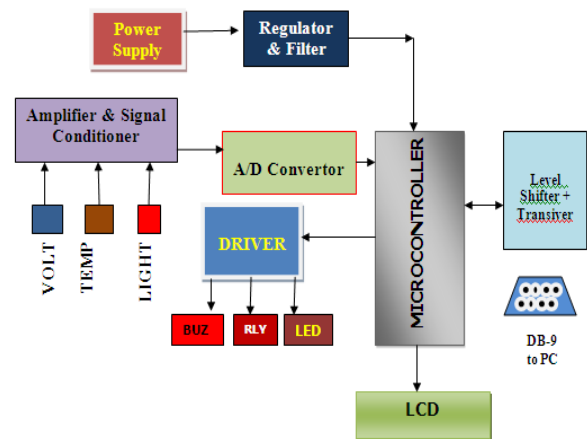 Power
Supply
Regulator
& Filter
Amplifier & Signal
Conditioner
A/D Convertor
MICROCONTROLLER
Level
Shifter +
Transiver
VOLT
TEMP
LIGHT
DRIVER
BUZ
RLY
LED
DB-9
to PC
LCD